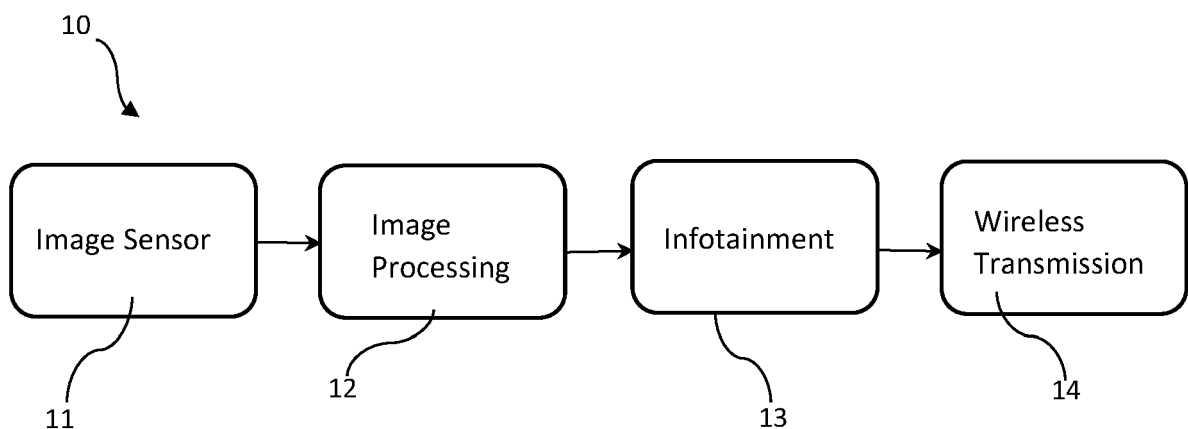 10
Image Sensor
Image
Processing
Infotainment
Wireless
Transmission
11
12
13
14